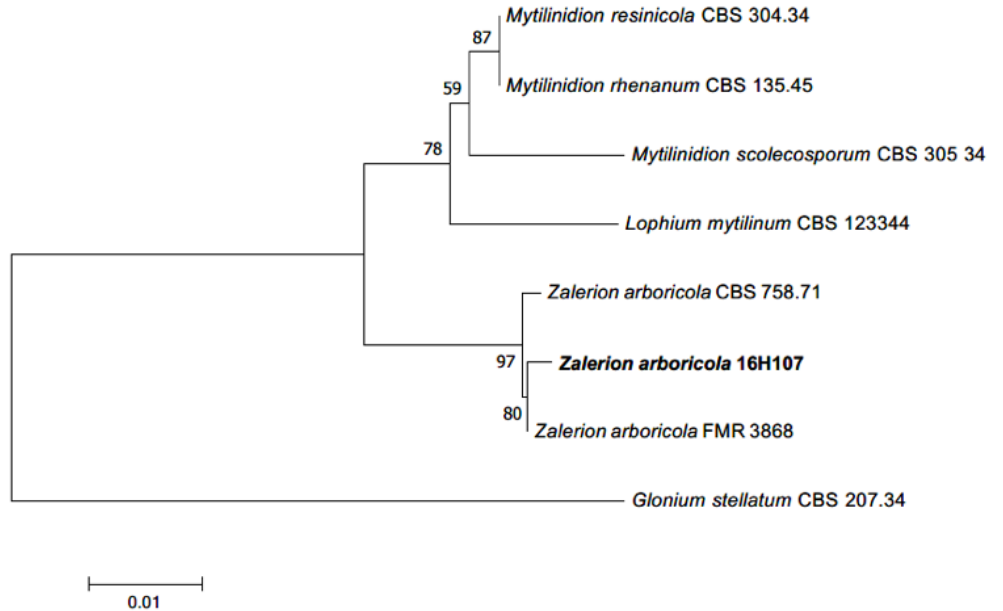 Mytilinidion resinicola CBS 304.34
87
Mytilinidion rhenanum CBS 135.45
59
78
Mytilinidion scolecosporum CBS 305 34
Lophium mytilinum CBS 123344
Zalerion arboricola CBS 758.71
97
Zalerion arboricola 16H107
80
Zalerion arboricola FMR 3868
Glonium stellatum CBS 207.34
0.01